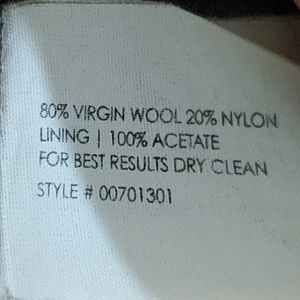 80% VIRGIN WOOL 20% NYLON
LINING | 100% ACETATE
FOR BEST RESULTS DRY CLEAN
STYLE # 00701301